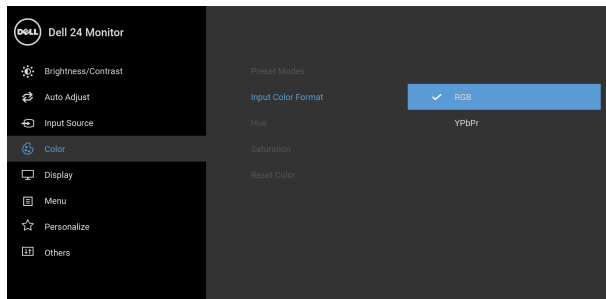 DELL Dell 24 Monitor
Brightness/Contrast
Auto Adjust
Input Source
Color
Display
Menu
Personalize
Others
Preset Modes
Input Color Format
Hue
Saturation
Reset Color
RGB
YPbPr